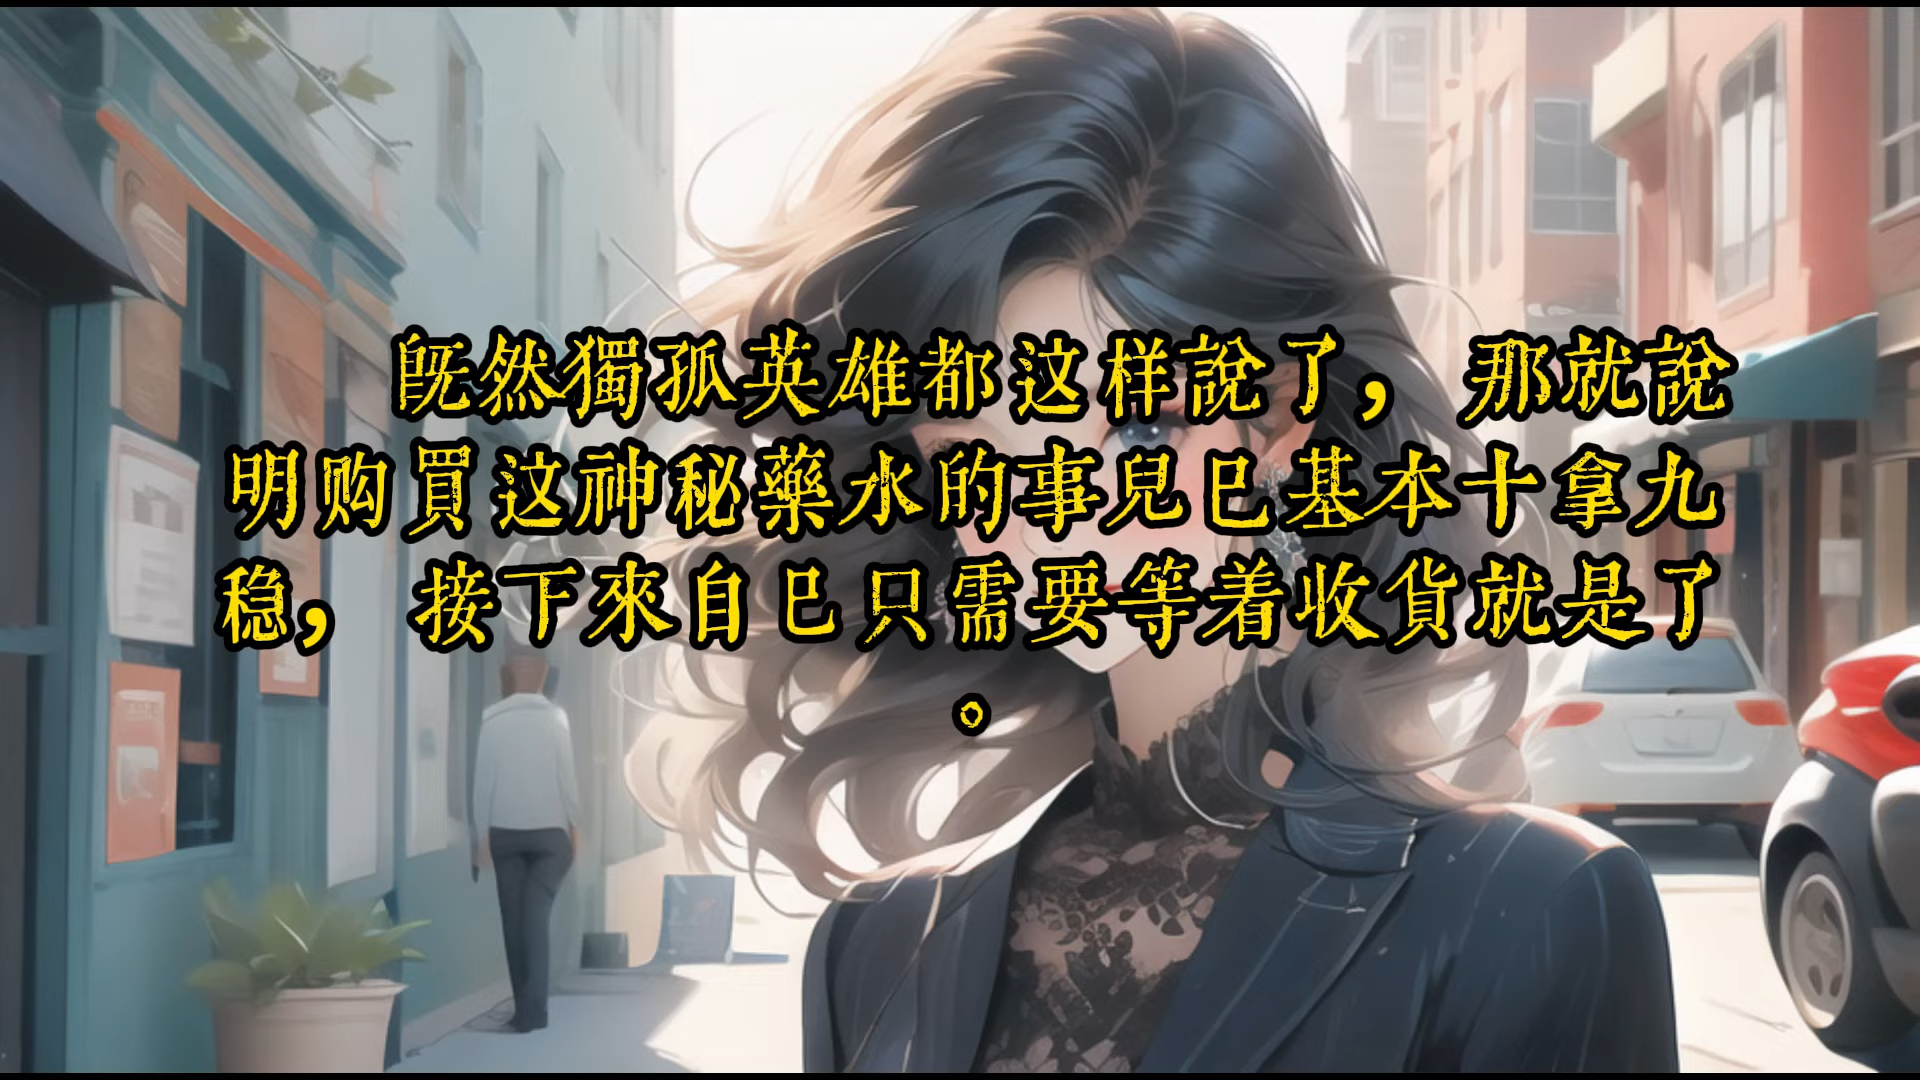 既然獨孤英雄都这样說了，那就說
明购買这神秘藥水的事兒已基本十拿九
稳，接下來自已只需要等着收貨就是了
。